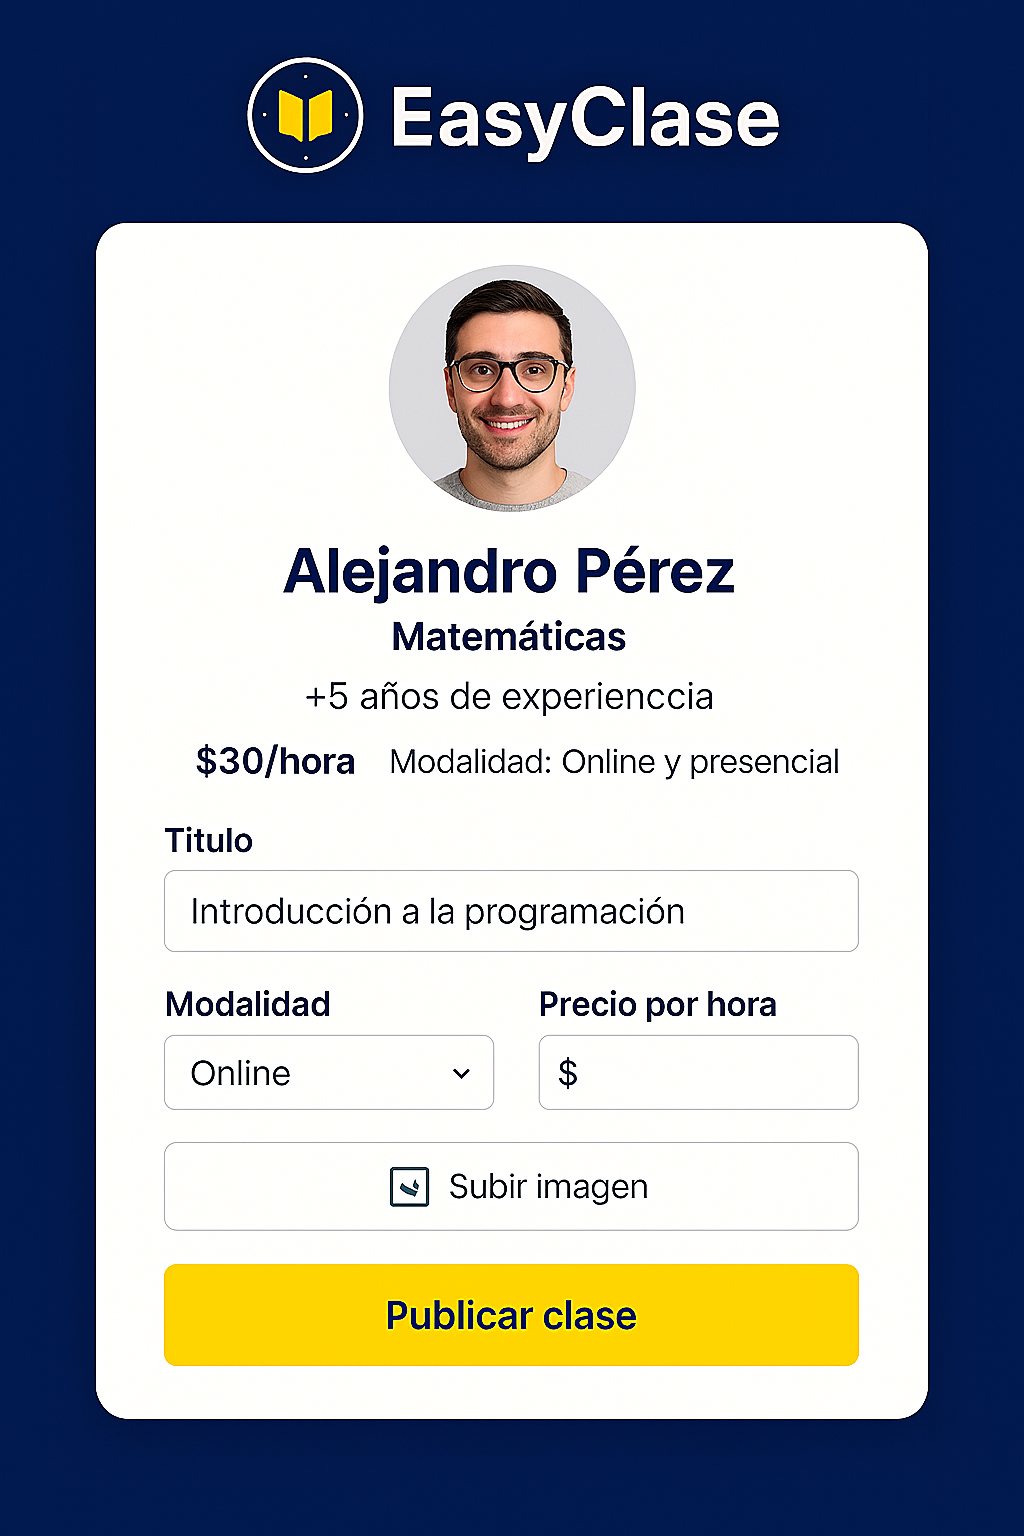 EasyClase
Alejandro Pérez
Matemáticas
+5 años de experienccia
$30/hora Modalidad: Online y presencial
Titulo
Introducción a la programación
Modalidad Precio por hora
Online $
Subir imagen
Publicar clase